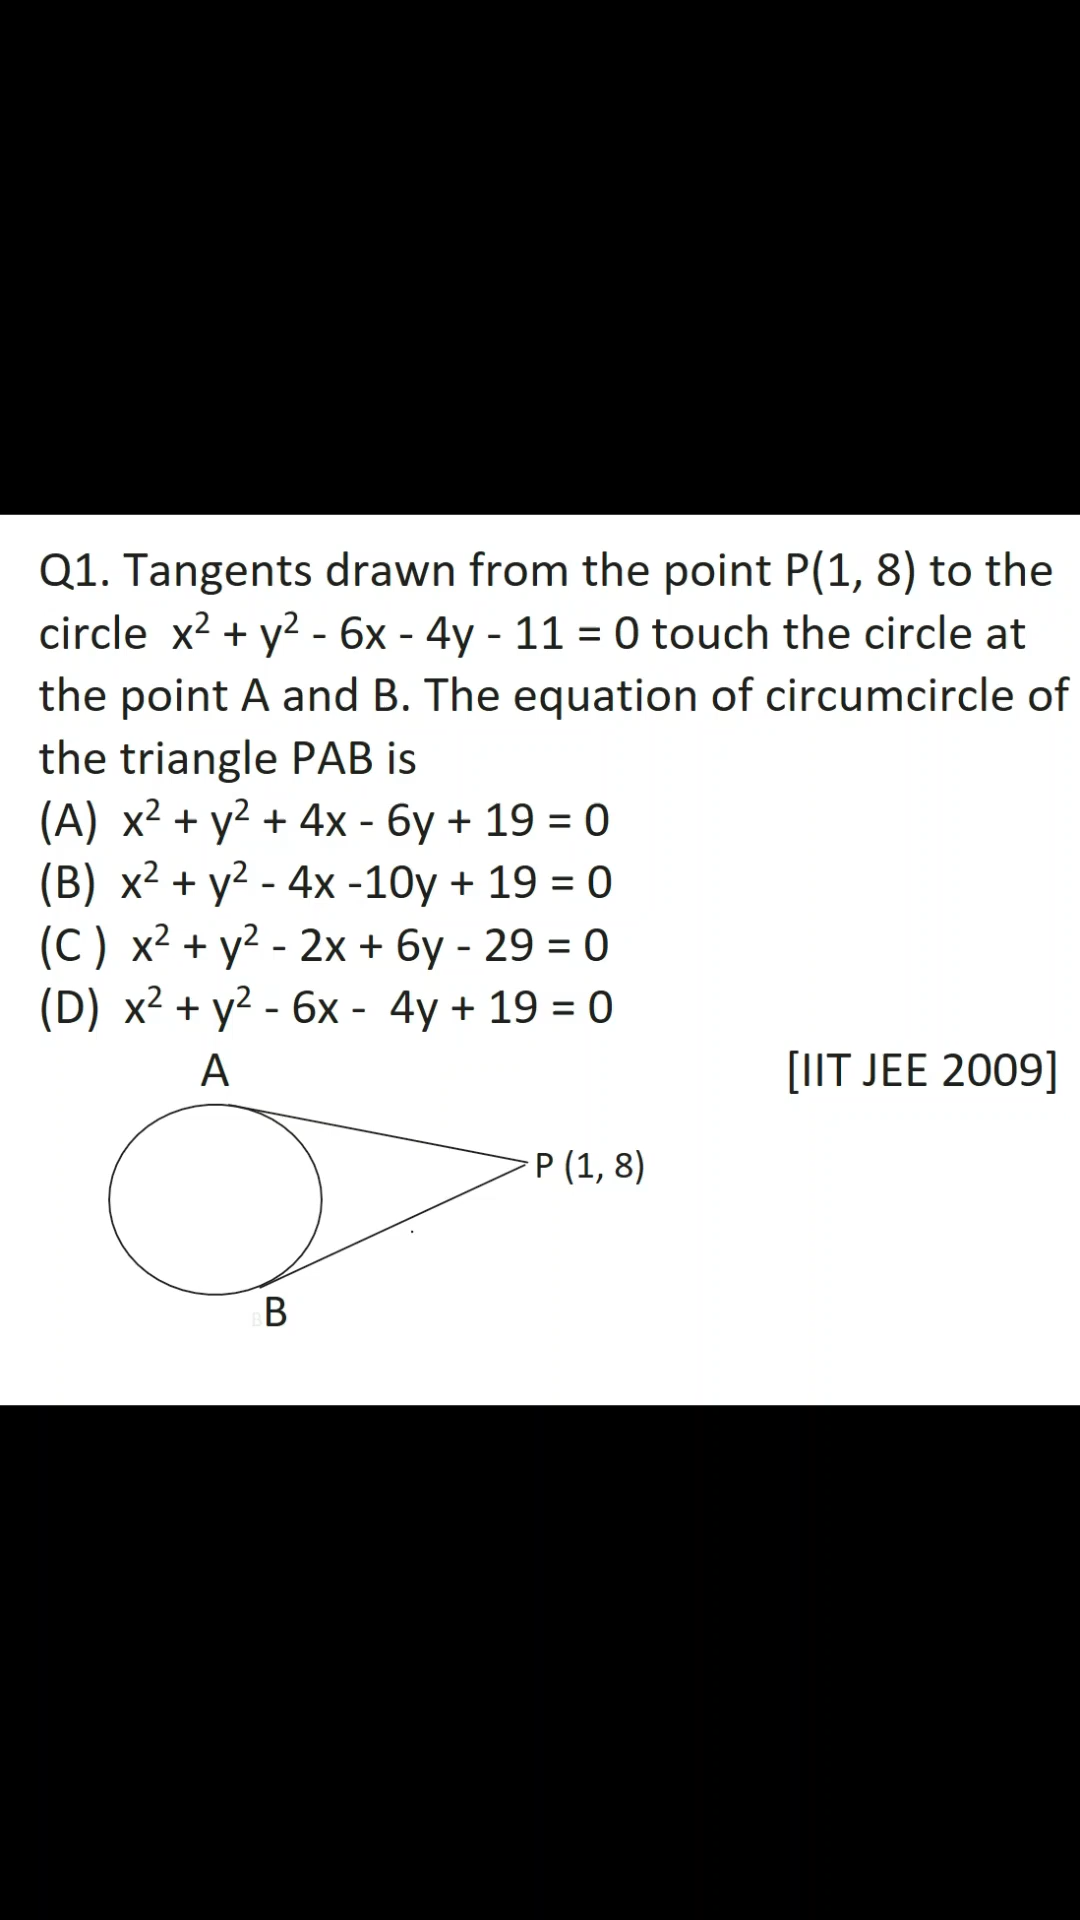 Q1. Tangents drawn from the point P(1, 8) to the
circle  x² + y² - 6x - 4y - 11 = 0 touch the circle at
the point A and B. The equation of circumcircle of
the triangle PAB is
(A)  x² + y² + 4x - 6y + 19 = 0
(B)  x² + y² - 4x -10y + 19 = 0
(C )  x² + y² - 2x + 6y - 29 = 0
(D)  x² + y² - 6x -  4y + 19 = 0
[IIT JEE 2009]
A
P (1, 8)
B B